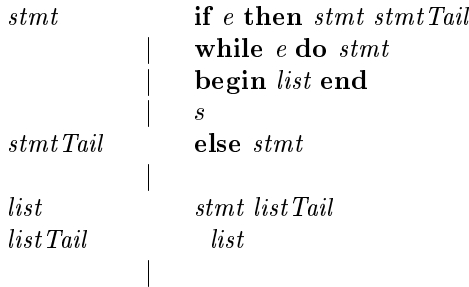 stmt if e then stmt stmtTail
| while e do stmt
| begin list end
| s
stmtTail else stmt
|
list stmt listTail
listTail list
|